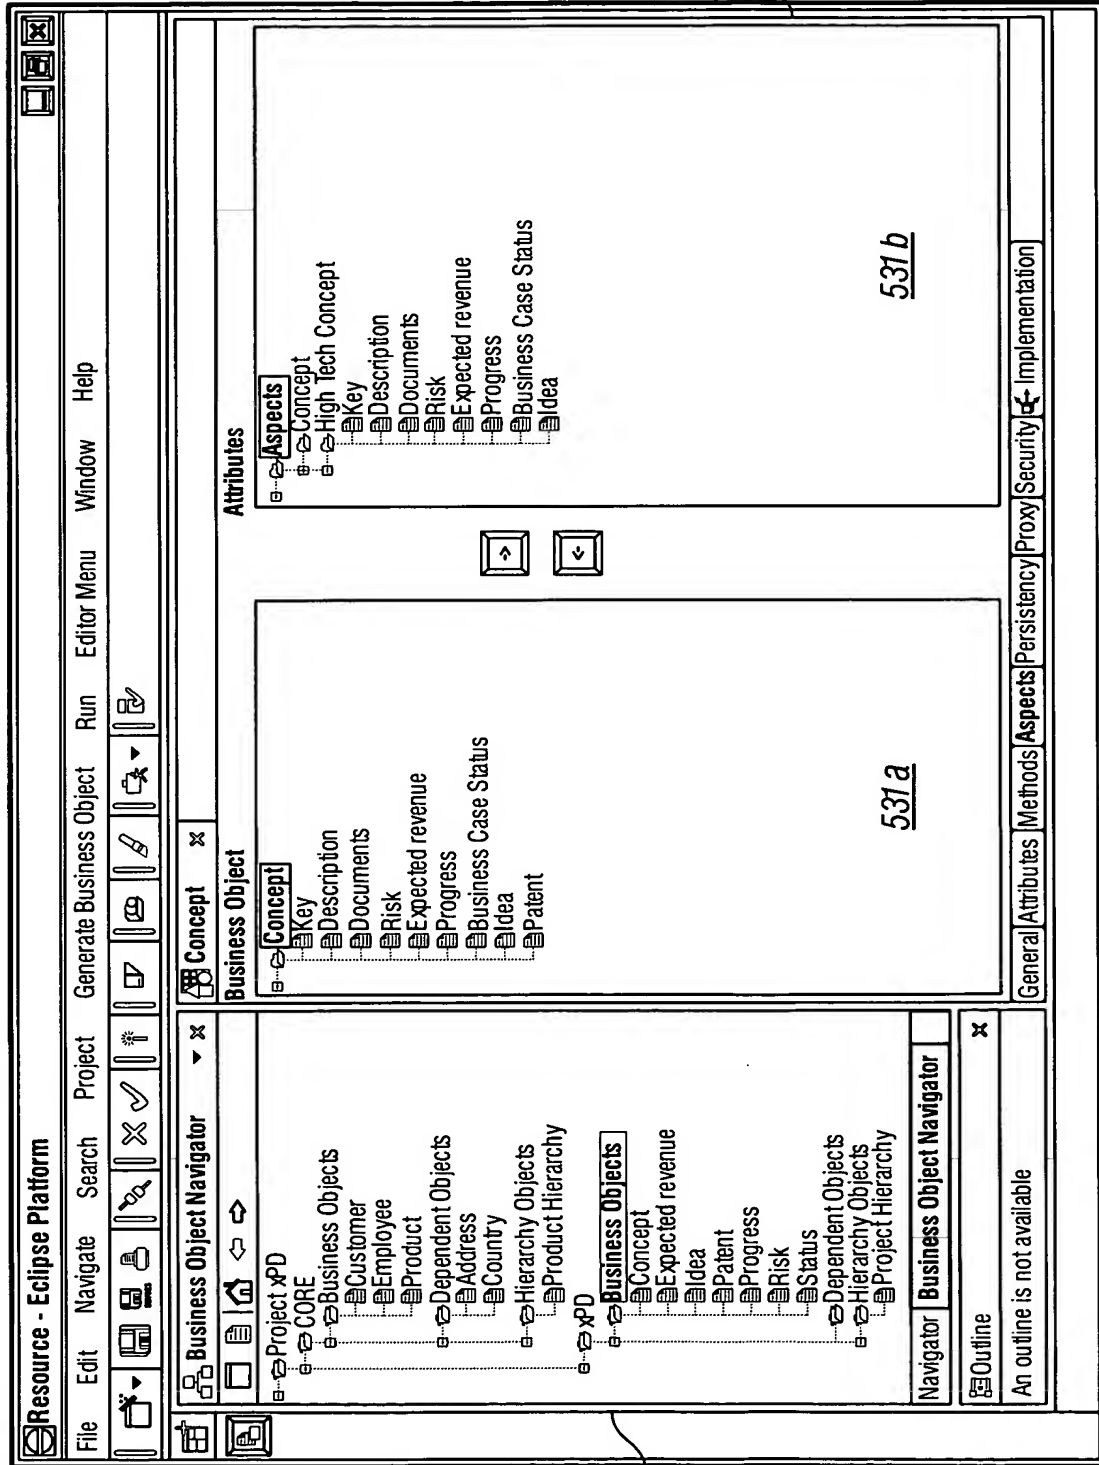 Resource - Eclipse Platform
File Edit Navigate Search Project Generate Business Object Run Editor Menu Window Help
Business Object Navigator
Project xPD
CORE
Business Objects
Customer
Employee
Product
Dependent Objects
Address
Country
Hierarchy Objects
Product Hierarchy
xPD
Business Objects
Concept
Expected revenue
Idea
Patent
Progress
Risk
Status
Dependent Objects
Hierarchy Objects
Project Hierarchy
Navigator Business Object Navigator
Outline
An outline is not available
Concept
Business Object
Concept
Key
Description
Documents
Risk
Expected revenue
Progress
Business Case Status
Idea
Patent
531a
Attributes
Aspects
Concept
High Tech Concept
Key
Description
Documents
Risk
Expected revenue
Progress
Business Case Status
Idea
531b
General Attributes Methods Aspects Persistency Proxy Security Implementation